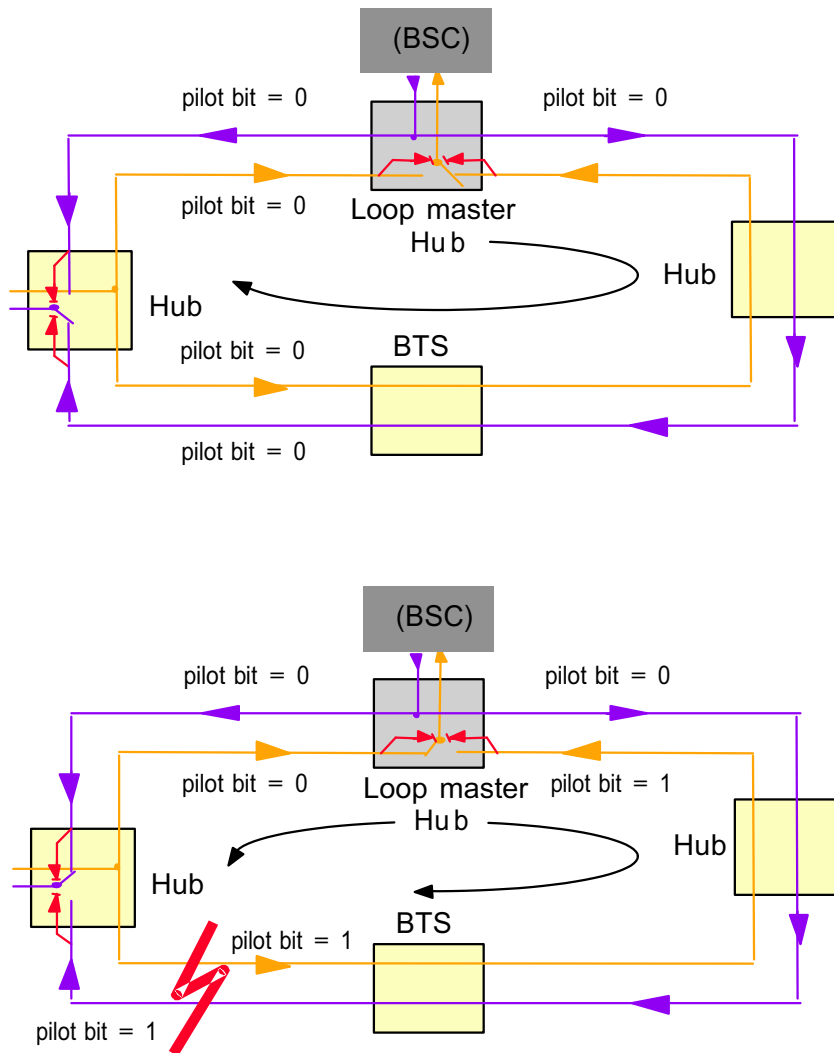 (BSC)
pilot bit = 0
pilot bit = 0
pilot bit = 0
Loop master
Hub
Hub
Hub
pilot bit = 0
BTS
pilot bit = 0
(BSC)
pilot bit = 0
pilot bit = 0
pilot bit = 0
Loop master
pilot bit = 1
Hub
Hub
Hub
BTS
pilot bit = 1
pilot bit = 1